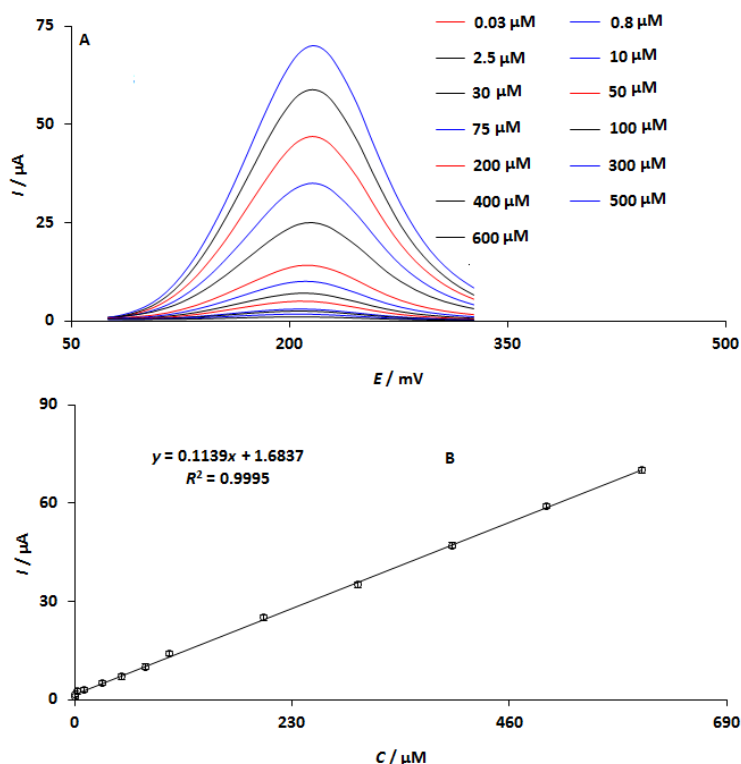 A
75
50
25
0
I / µA
50
200
350
500
E / mV
0.03 µM
0.8 µM
2.5 µM
10 µM
30 µM
50 µM
75 µM
100 µM
200 µM
300 µM
400 µM
500 µM
600 µM
B
y = 0.1139x + 1.6837
R² = 0.9995
90
60
30
0
I / µA
0
230
460
690
C / µM